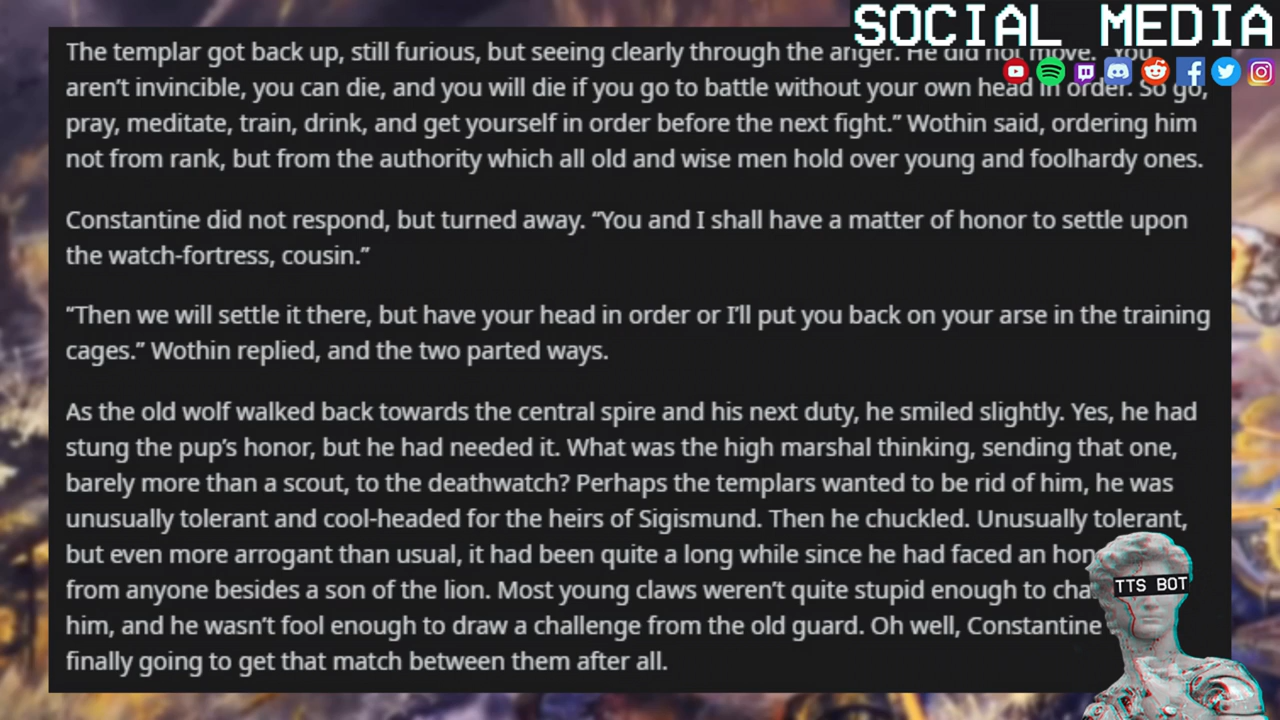 SOCIAL MEDIA
The templar got back up, still furious, but seeing clearly through the anger. He did not move. “You
aren’t invincible, you can die, and you will die if you go to battle without your own head in order. So go,
pray, meditate, train, drink, and get yourself in order before the next fight.” Wothin said, ordering him
not from rank, but from the authority which all old and wise men hold over young and foolhardy ones.
Constantine did not respond, but turned away. “You and I shall have a matter of honor to settle upon
the watch-fortress, cousin.”
“Then we will settle it there, but have your head in order or I’ll put you back on your arse in the training
cages.” Wothin replied, and the two parted ways.
As the old wolf walked back towards the central spire and his next duty, he smiled slightly. Yes, he had
stung the pup’s honor, but he had needed it. What was the high marshal thinking, sending that one,
barely more than a scout, to the deathwatch? Perhaps the templars wanted to be rid of him, he was
unusually tolerant and cool-headed for the heirs of Sigismund. Then he chuckled. Unusually tolerant,
but even more arrogant than usual, it had been quite a long while since he had faced an
from anyone besides a son of the lion. Most young claws weren’t quite stupid enough to
him, and he wasn’t fool enough to draw a challenge from the old guard. Oh well, Constantine
finally going to get that match between them after all.
TTS BOT